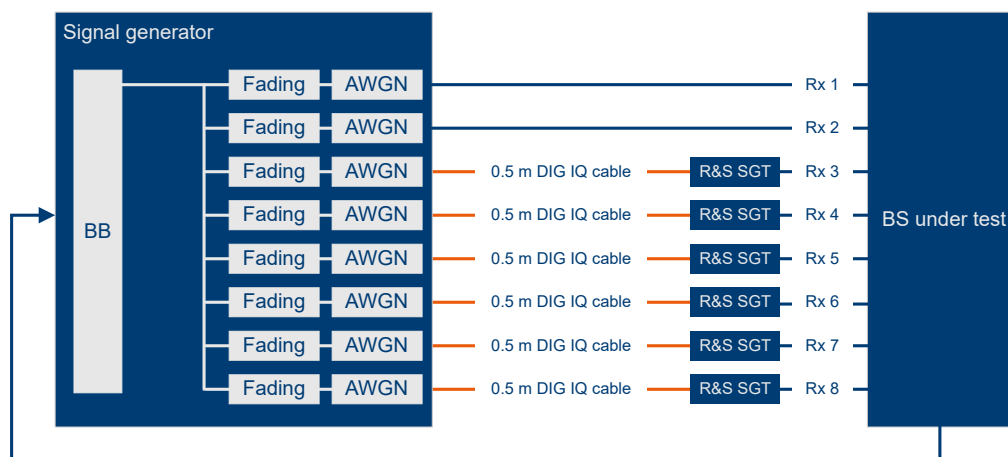 Signal generator
Fading AWGN Rx 1
Fading AWGN Rx 2
Fading AWGN 0.5 m DIG IQ cable R&S SGT Rx 3
Fading AWGN 0.5 m DIG IQ cable R&S SGT Rx 4
BB BS under test
Fading AWGN 0.5 m DIG IQ cable R&S SGT Rx 5
Fading AWGN 0.5 m DIG IQ cable R&S SGT Rx 6
Fading AWGN 0.5 m DIG IQ cable R&S SGT Rx 7
Fading AWGN 0.5 m DIG IQ cable R&S SGT Rx 8